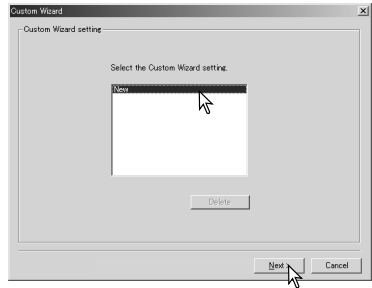 Custom Wizard
Custom Wizard setting
Select the Custom Wizard setting.
New
Delete
Next >
Cancel